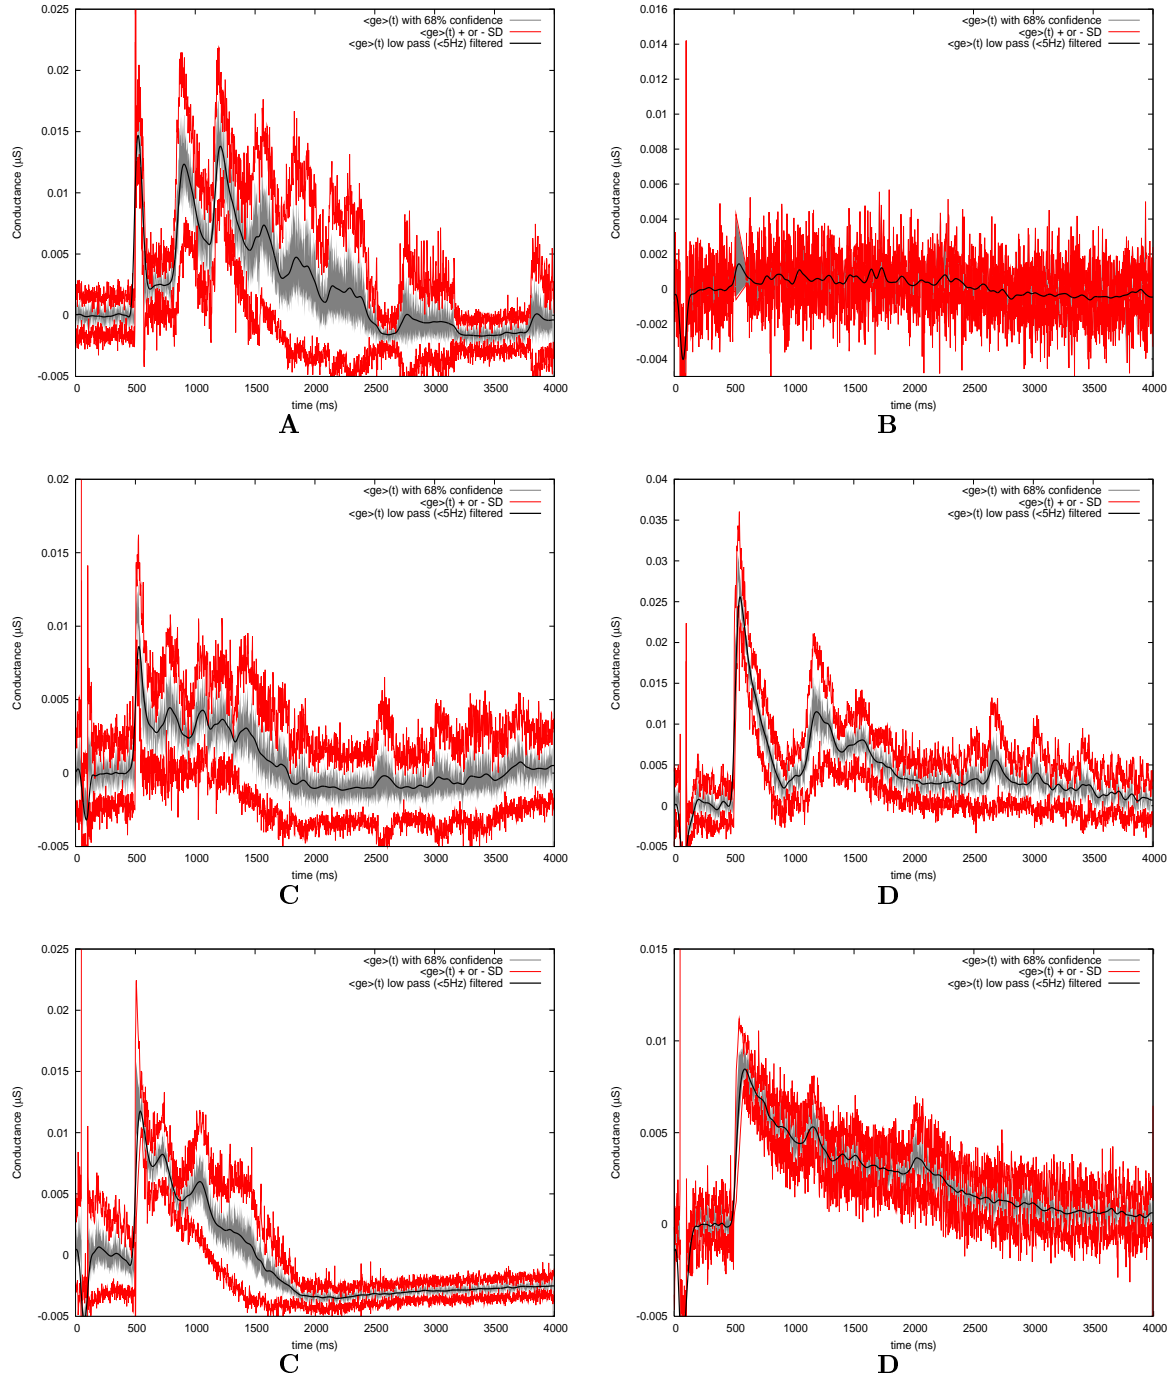 0.025
0.02
0.015
0.01
0.005
0
-0.005
Conductance (µS)
<ge>(t) with 68% confidence
<ge>(t) + or - SD
<ge>(t) low pass (<5Hz) filtered
0 500 1000 1500 2000 2500 3000 3500 4000
time (ms)
A
0.016
0.014
0.012
0.01
0.008
0.006
0.004
0.002
0
-0.002
-0.004
Conductance (µS)
<ge>(t) with 68% confidence
<ge>(t) + or - SD
<ge>(t) low pass (<5Hz) filtered
0 500 1000 1500 2000 2500 3000 3500 4000
time (ms)
B
0.02
0.015
0.01
0.005
0
-0.005
Conductance (µS)
<ge>(t) with 68% confidence
<ge>(t) + or - SD
<ge>(t) low pass (<5Hz) filtered
0 500 1000 1500 2000 2500 3000 3500 4000
time (ms)
C
0.04
0.035
0.03
0.025
0.02
0.015
0.01
0.005
0
-0.005
Conductance (µS)
<ge>(t) with 68% confidence
<ge>(t) + or - SD
<ge>(t) low pass (<5Hz) filtered
0 500 1000 1500 2000 2500 3000 3500 4000
time (ms)
D
0.025
0.02
0.015
0.01
0.005
0
-0.005
Conductance (µS)
<ge>(t) with 68% confidence
<ge>(t) + or - SD
<ge>(t) low pass (<5Hz) filtered
0 500 1000 1500 2000 2500 3000 3500 4000
time (ms)
C
0.015
0.01
0.005
0
-0.005
Conductance (µS)
<ge>(t) with 68% confidence
<ge>(t) + or - SD
<ge>(t) low pass (<5Hz) filtered
0 500 1000 1500 2000 2500 3000 3500 4000
time (ms)
D